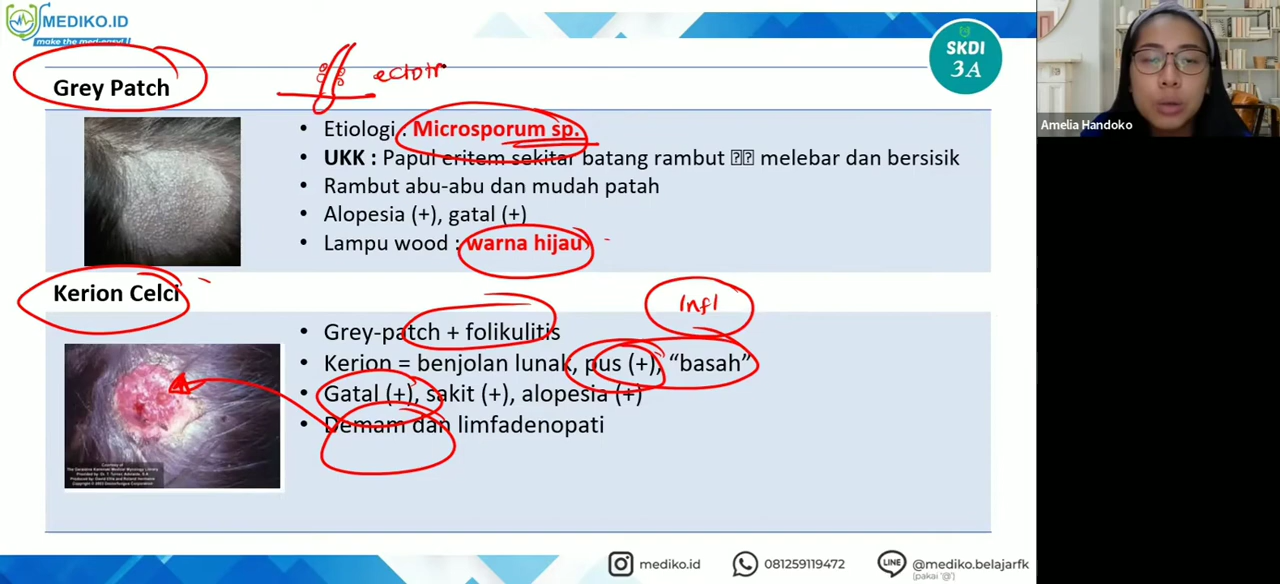 MEDIKO.ID
make the med-easy!
SKDI
3A
Amelia Handoko
Grey Patch
ectotr
• Etiologi : Microsporum sp.
• UKK : Papul eritem sekitar batang rambut 􀀀􀀀 melebar dan bersisik
• Rambut abu-abu dan mudah patah
• Alopesia (+), gatal (+)
• Lampu wood : warna hijau
Kerion Celci
Infl
• Grey-patch + folikulitis
• Kerion = benjolan lunak, pus (+), “basah”
• Gatal (+), sakit (+), alopesia (+)
• Demam dan limfadenopati
mediko.id
081259119472
@mediko.belajarfk
(pakai '@')